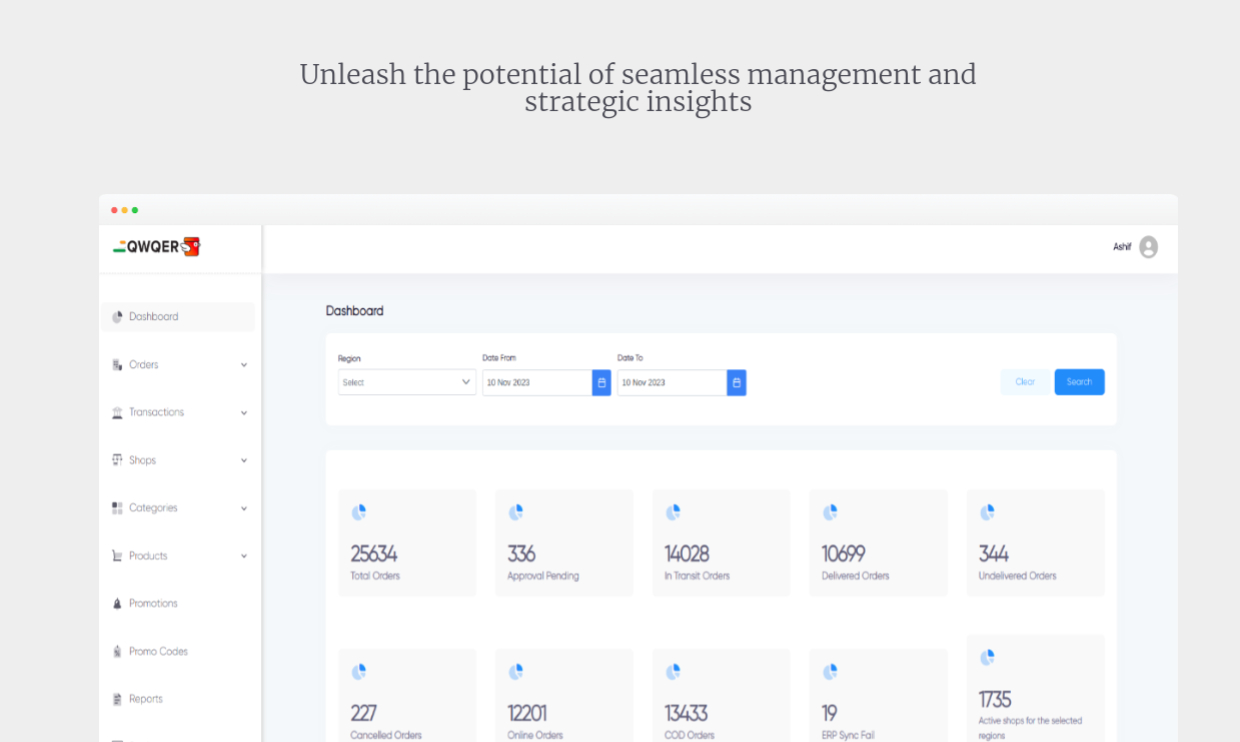 Unleash the potential of seamless management and
strategic insights
QWQER
Ashif
Dashboard
Orders
Transactions
Shops
Categories
Products
Promotions
Promo Codes
Reports
Dashboard
Region
Date From
Date To
Select
10 Nov 2023
10 Nov 2023
Clear
Search
25634
Total Orders
336
Approval Pending
14028
In Transit Orders
10699
Delivered Orders
344
Undelivered Orders
227
Cancelled Orders
12201
Online Orders
13433
COD Orders
19
ERP Sync Fail
1735
Active shops for the selected
regions